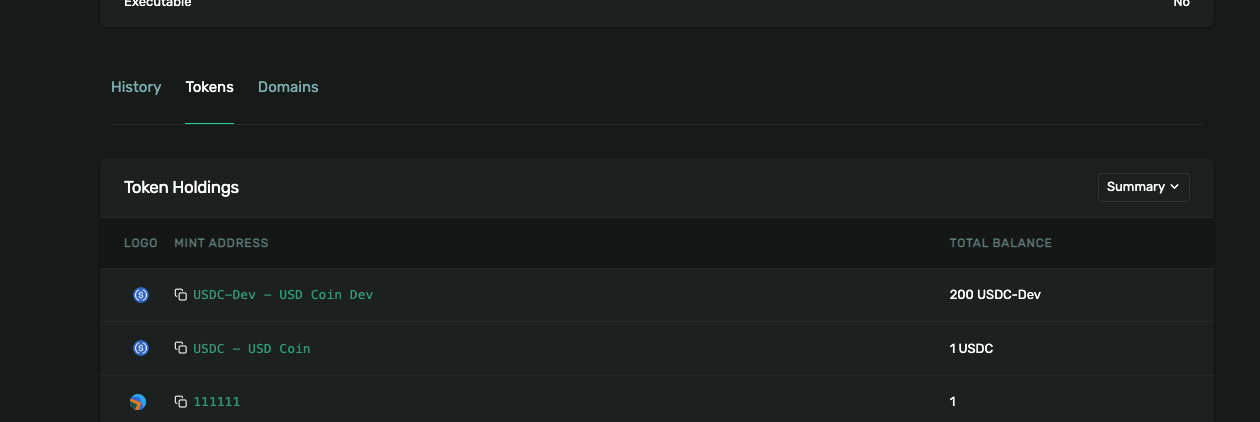 Executable No
History Tokens Domains
Token Holdings Summary
LOGO MINT ADDRESS TOTAL BALANCE
USDC-Dev - USD Coin Dev 200 USDC-Dev
USDC - USD Coin 1 USDC
111111 1